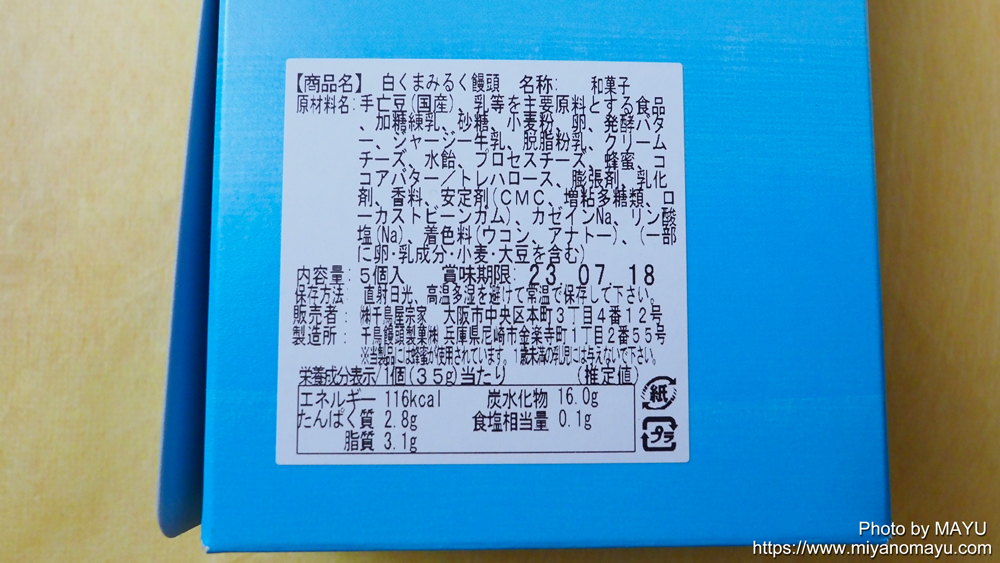 【商品名】 白くまみるく饅頭 名称: 和菓子
原材料名:手亡豆(国産)、乳等を主要原料とする食品
、加糖練乳、砂糖、小麦粉、卵、発酵バタ
ー、ジャージー牛乳、脱脂粉乳、クリーム
チーズ、水飴、プロセスチーズ、蜂蜜、コ
コアバター/トレハロース、膨張剤、乳化
剤、香料、安定剤(CMC、増粘多糖類、ロ
ーカストビーンガム)、カゼインNa、リン酸
塩(Na)、着色料(ウコン、アナトー)、(一部
に卵・乳成分・小麦・大豆を含む)
内容量:5個入 賞味期限:23.07.18
保存方法 直射日光、高温多湿を避けて常温で保存して下さい。
販売者: ㈱千鳥屋宗家 大阪市中央区本町3丁目4番12号
製造所: 千鳥饅頭製菓㈱ 兵庫県尼崎市金楽寺町1丁目2番55号
※当製品には蜂蜜が使用されています。1歳未満の乳児には与えないで下さい。
栄養成分表示/1個(35g)当たり (推定値)
エネルギー 116kcal 炭水化物 16.0g
たんぱく質 2.8g 食塩相当量 0.1g
脂質 3.1g
紙
プラ
Photo by MAYU
https://www.miyanomayu.com/